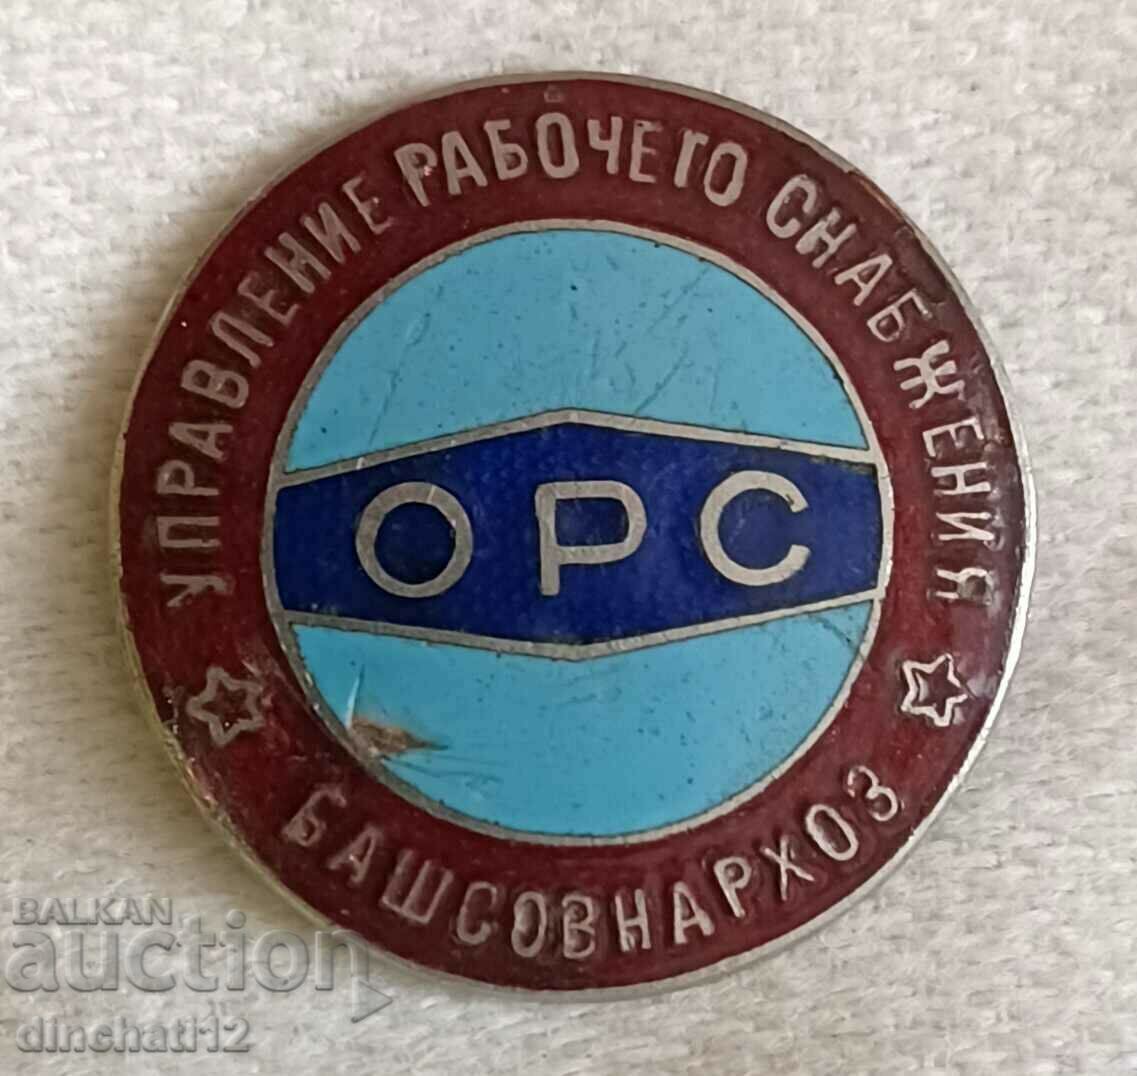 УПРАВЛЕНИЕ РАБОЧЕГО СНАБЖЕНИЯ
ОРС
БАШСОВНАРХОЗ
BALKAN
auction
dinchati12